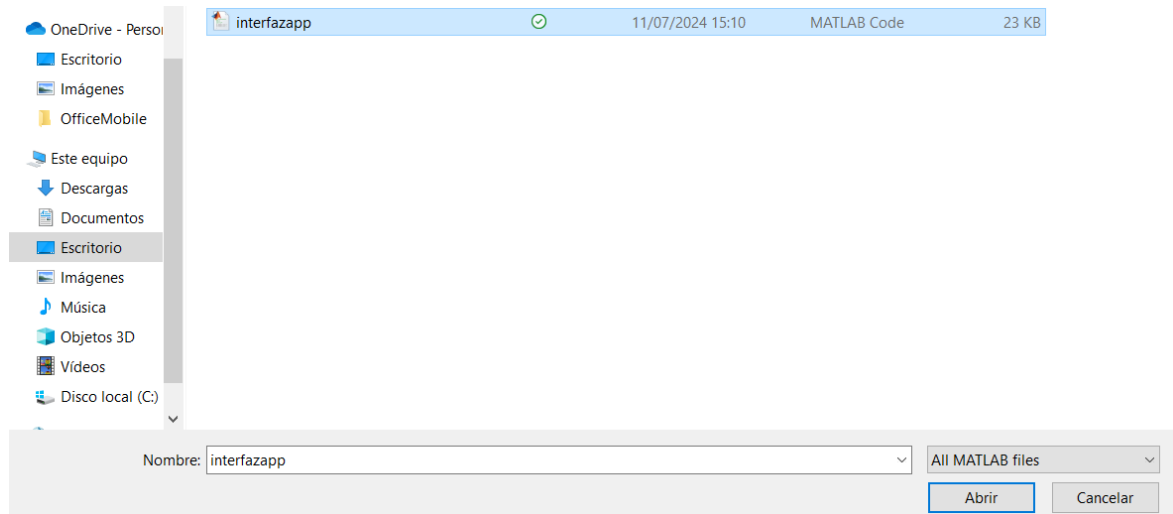 interfazapp 11/07/2024 15:10 MATLAB Code 23 KB
OneDrive - Person
Escritorio
Imágenes
OfficeMobile
Este equipo
Descargas
Documentos
Escritorio
Imágenes
Música
Objetos 3D
Vídeos
Disco local (C:)
Nombre: interfazapp All MATLAB files
Abrir Cancelar